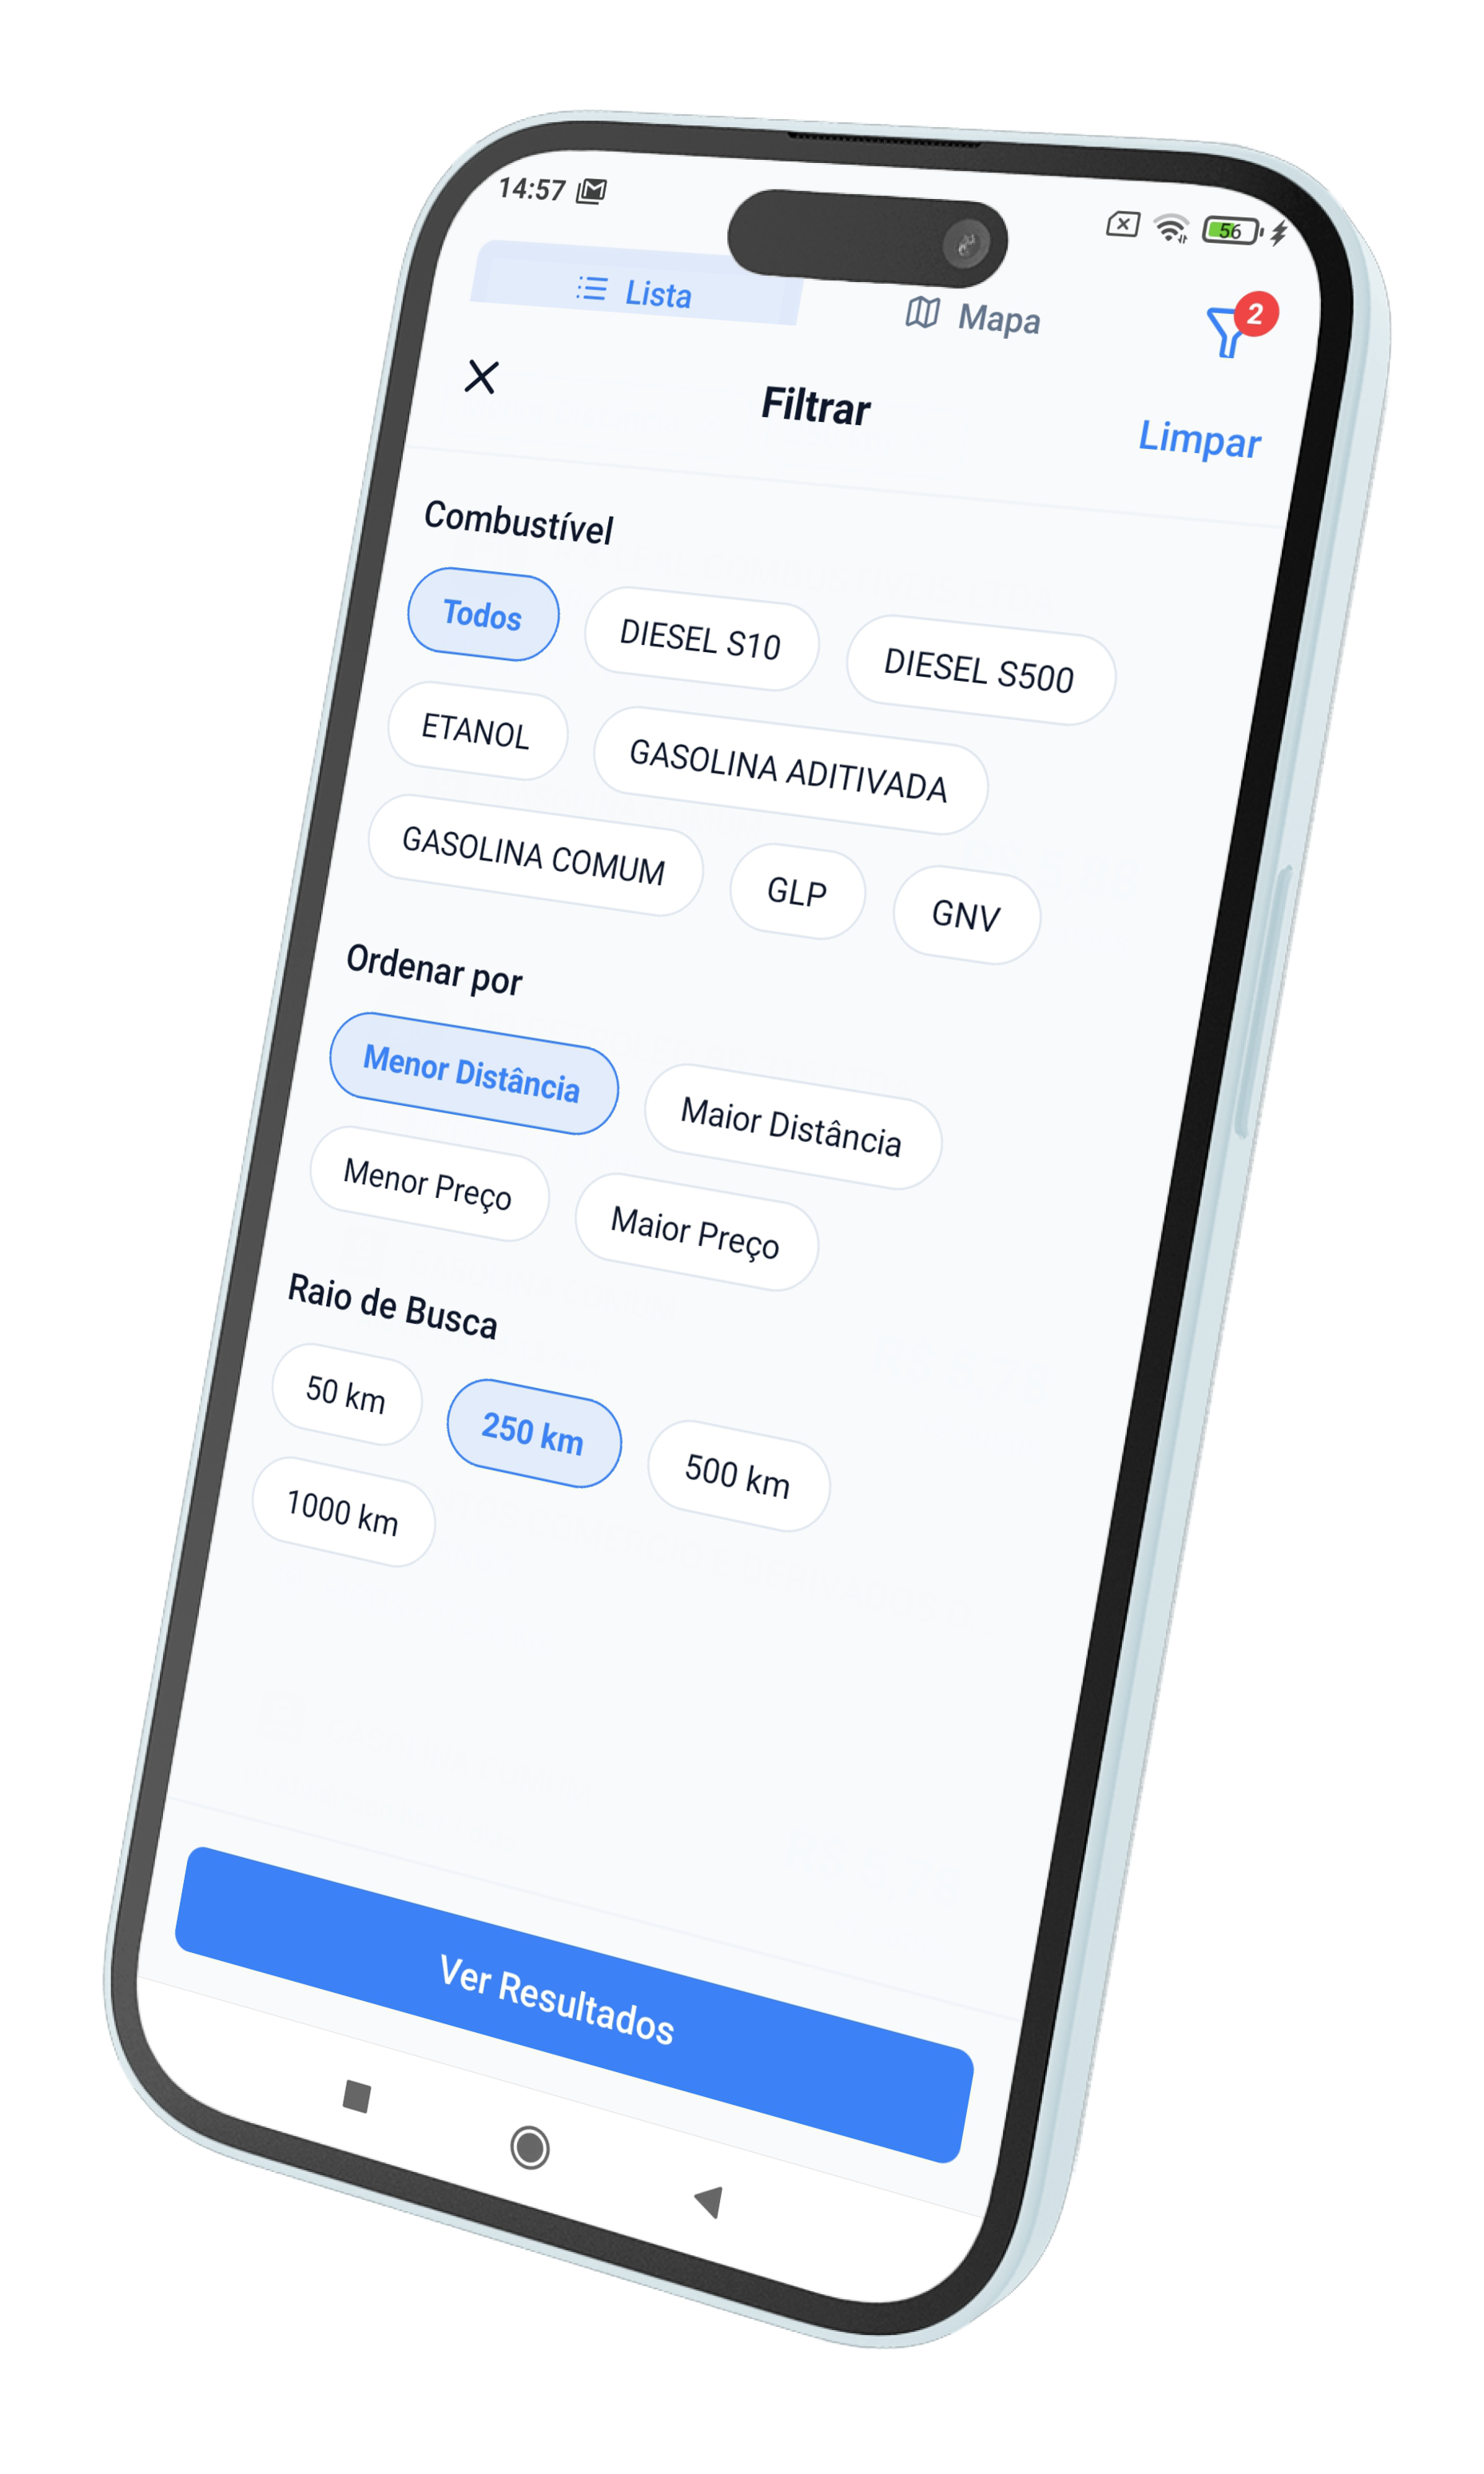 14:57
56
Lista
Mapa
2
Filtrar
Limpar
Combustível
Todos
DIESEL S10
DIESEL S500
ETANOL
GASOLINA ADITIVADA
GASOLINA COMUM
GLP
GNV
Ordenar por
Menor Distância
Maior Distância
Menor Preço
Maior Preço
Raio de Busca
50 km
250 km
500 km
1000 km
Ver Resultados